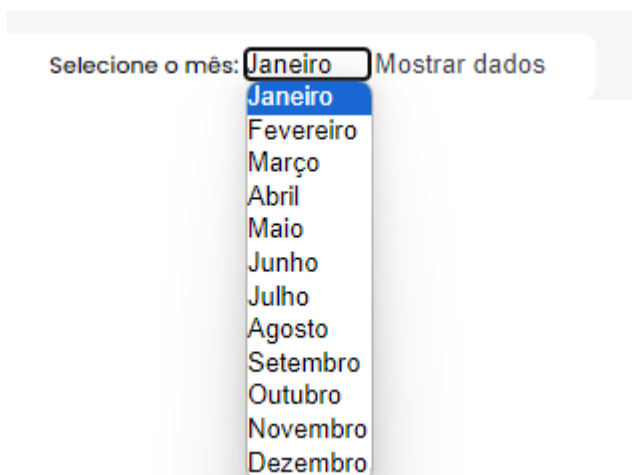 Selecione o mês: Janeiro Mostrar dados
Janeiro
Fevereiro
Março
Abril
Maio
Junho
Julho
Agosto
Setembro
Outubro
Novembro
Dezembro